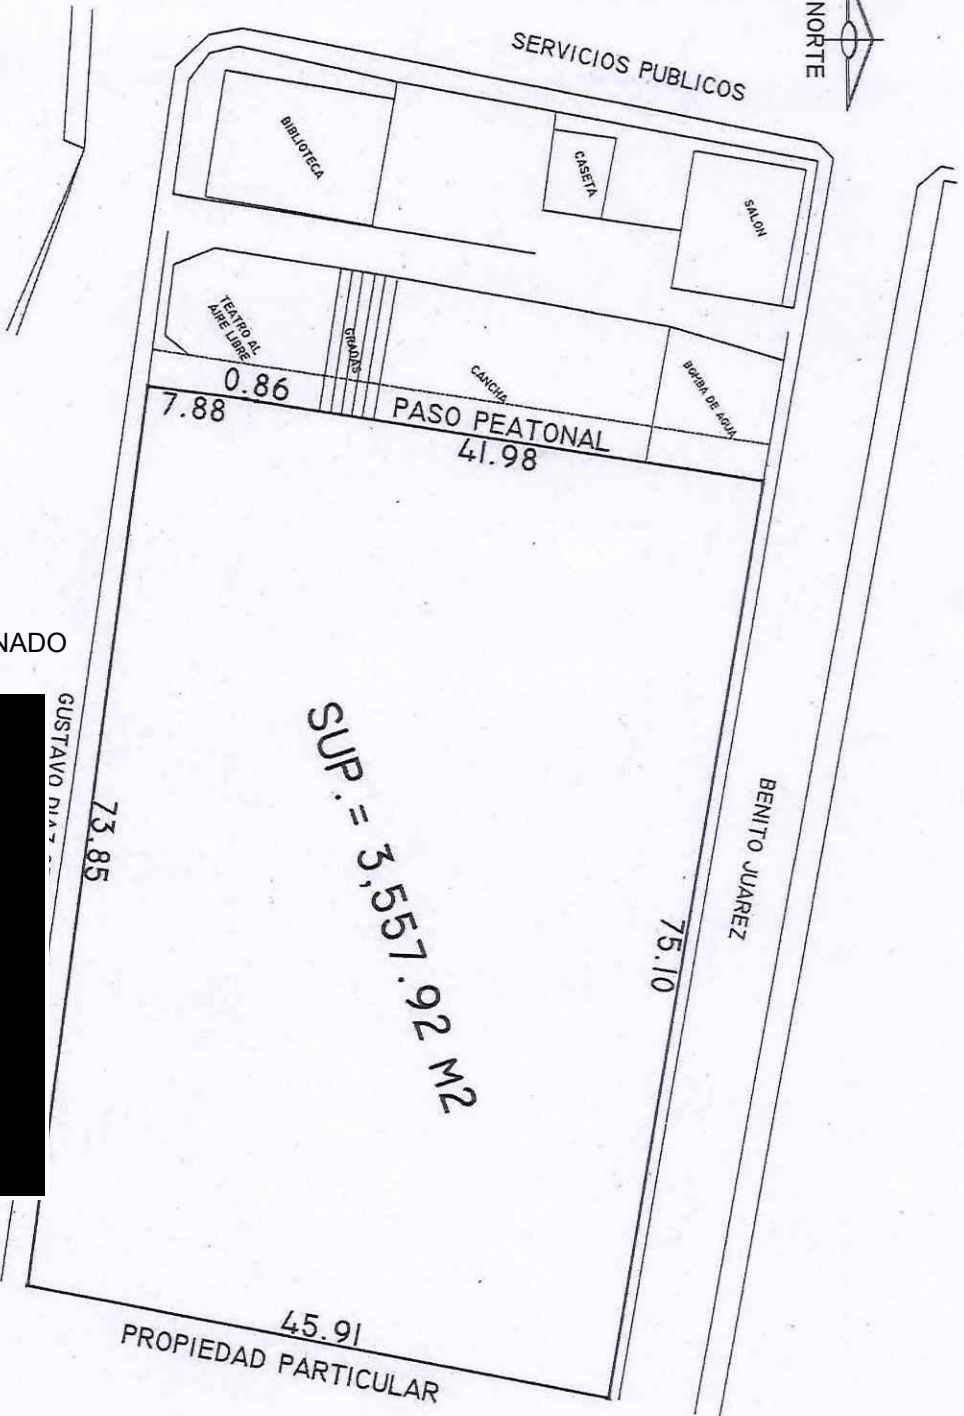 NORTE
SERVICIOS PUBLICOS
BIBLIOTECA
CASETA
SALON
TEATRO AL
AIRE LIBRE
GRADAS
CANCHA
BOMBA DE AGUA
0.86
7.88
PASO PEATONAL
41.98
NADO
GUSTAVO
73.85
SUP.= 3,557.92 M2
BENITO JUAREZ
75.10
45.91
PROPIEDAD PARTICULAR